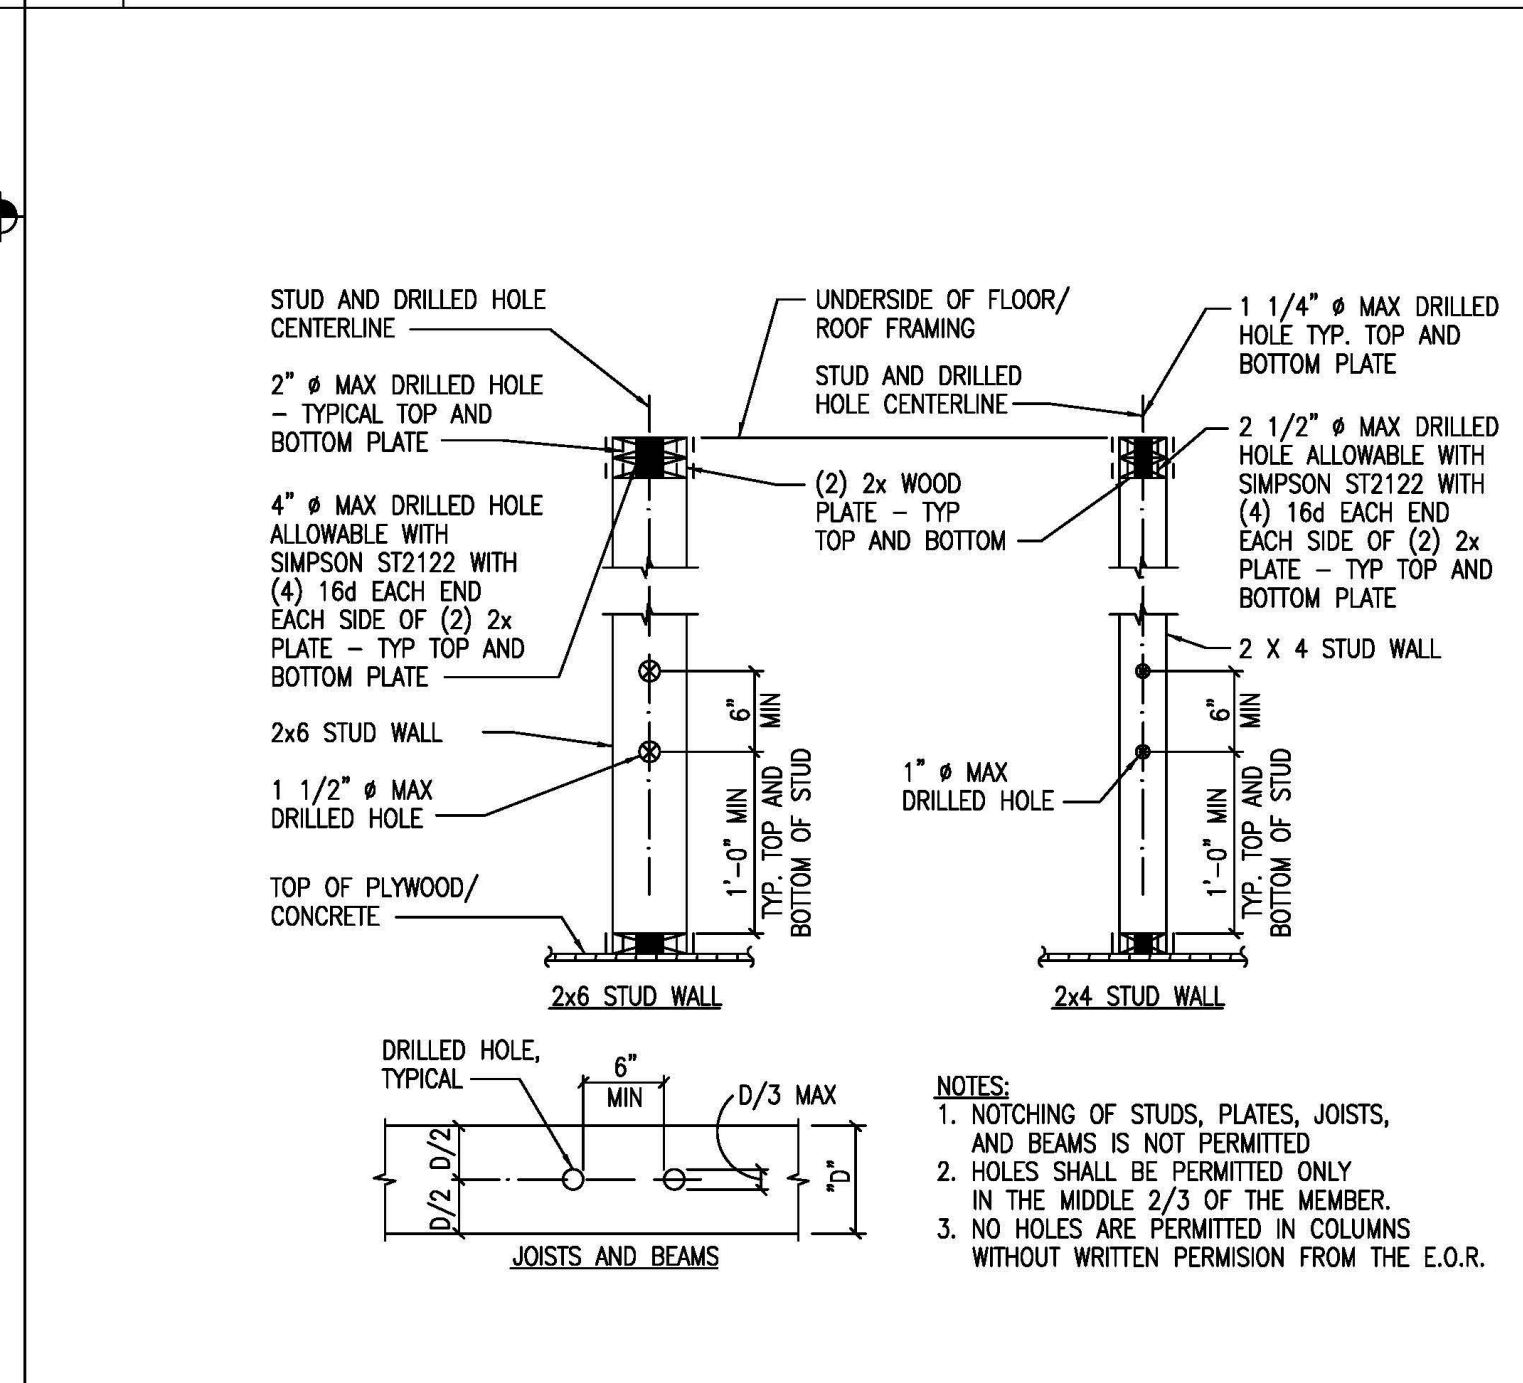 STUD AND DRILLED HOLE
CENTERLINE
2" ø MAX DRILLED HOLE
– TYPICAL TOP AND
BOTTOM PLATE
4" ø MAX DRILLED HOLE
ALLOWABLE WITH
SIMPSON ST2122 WITH
(4) 16d EACH END
EACH SIDE OF (2) 2x
PLATE – TYP TOP AND
BOTTOM PLATE
2x6 STUD WALL
1 1/2" ø MAX
DRILLED HOLE
TOP OF PLYWOOD/
CONCRETE
UNDERSIDE OF FLOOR/
ROOF FRAMING
STUD AND DRILLED
HOLE CENTERLINE
(2) 2x WOOD
PLATE – TYP
TOP AND BOTTOM
6"
MIN
1'-0" MIN
TYP. TOP AND
BOTTOM OF STUD
2x6 STUD WALL
1 1/4" ø MAX DRILLED
HOLE TYP. TOP AND
BOTTOM PLATE
2 1/2" ø MAX DRILLED
HOLE ALLOWABLE WITH
SIMPSON ST2122 WITH
(4) 16d EACH END
EACH SIDE OF (2) 2x
PLATE – TYP TOP AND
BOTTOM PLATE
2 X 4 STUD WALL
1" ø MAX
DRILLED HOLE
6"
MIN
1'-0" MIN
TYP. TOP AND
BOTTOM OF STUD
2x4 STUD WALL
DRILLED HOLE,
TYPICAL
6"
MIN
D/3 MAX
D/2
D/2
"D"
JOISTS AND BEAMS
NOTES:
1. NOTCHING OF STUDS, PLATES, JOISTS,
AND BEAMS IS NOT PERMITTED
2. HOLES SHALL BE PERMITTED ONLY
IN THE MIDDLE 2/3 OF THE MEMBER.
3. NO HOLES ARE PERMITTED IN COLUMNS
WITHOUT WRITTEN PERMISION FROM THE E.O.R.